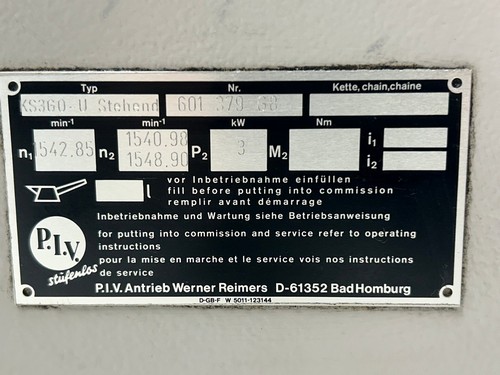 Typ Nr. Kette, chain, chaine
KS360-U Stehend 601 379 68
min-1 min-1 kW Nm
n1 1542.85 n2 1540.98 P2 3 M2 i1
1548.90 i2
l
vor Inbetriebnahme einfüllen
fill before putting into commission
remplir avant démarrage
Inbetriebnahme und Wartung siehe Betriebsanweisung
for putting into commission and service refer to operating
instructions
pour la mise en marche et le service vois nos instructions
de service
P.I.V.
stufenlos
P.I.V. Antrieb Werner Reimers D-61352 Bad Homburg
D-GB-F W 5011-123144